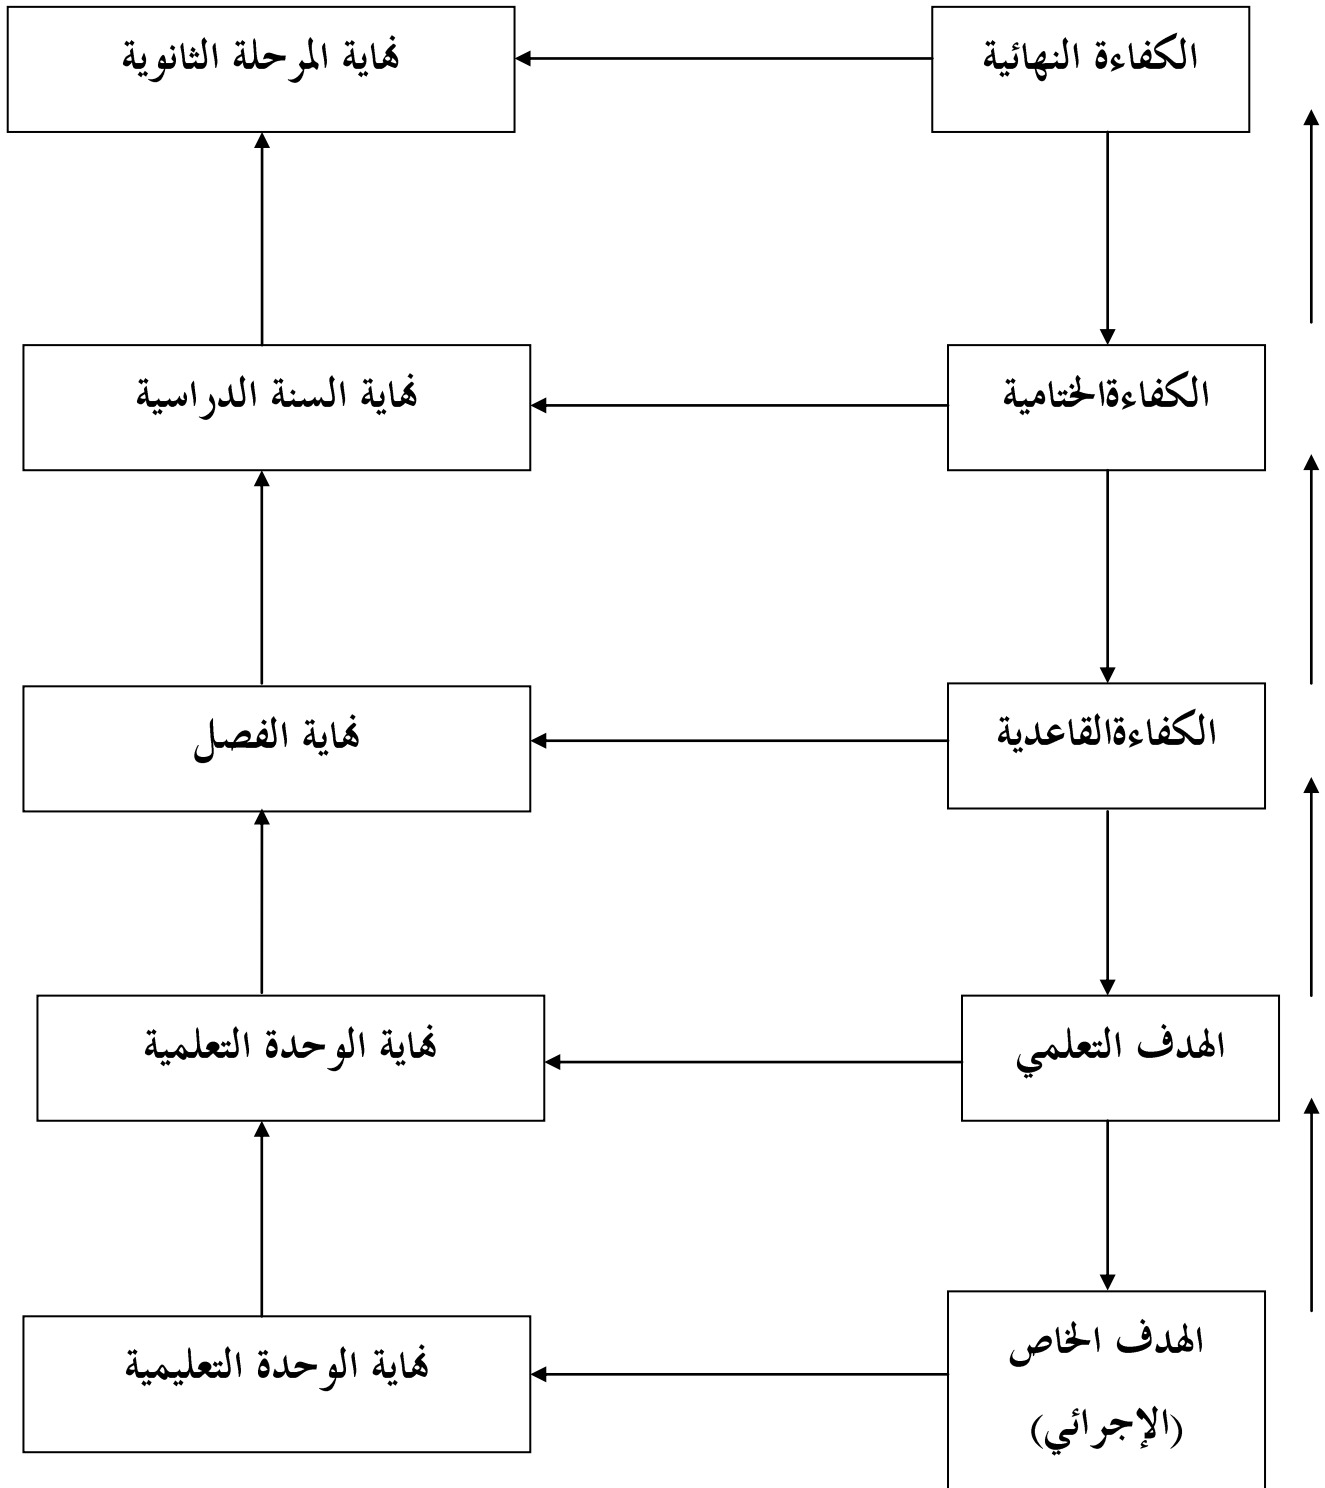 الكفاءة النهائية
نهاية المرحلة الثانوية
الكفاءةالختامية
نهاية السنة الدراسية
الكفاءةالقاعدية
نهاية الفصل
الهدف التعلمي
نهاية الوحدة التعلمية
الهدف الخاص
(الإجرائي)
نهاية الوحدة التعليمية